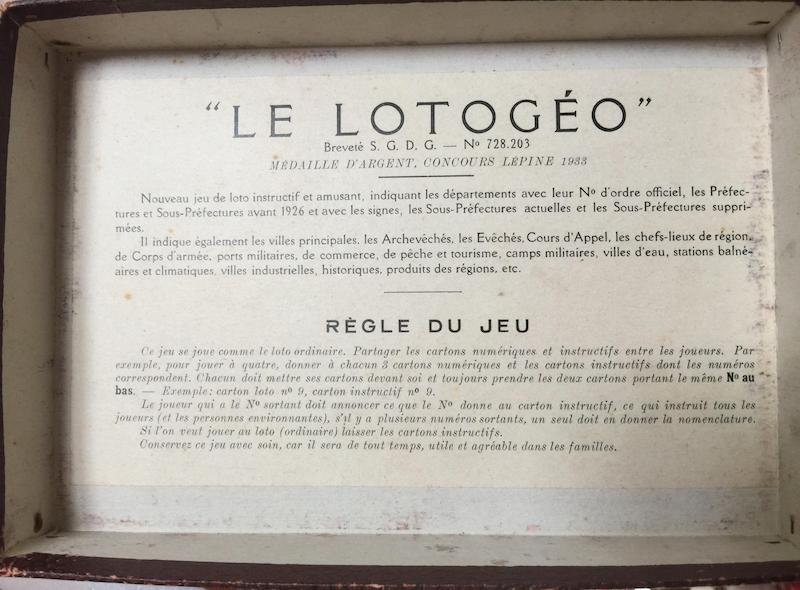 “LE LOTOGÉO”
Breveté S. G. D. G. — No 728.203
MÉDAILLE D'ARGENT, CONCOURS LÉPINE 1933
Nouveau jeu de loto instructif et amusant, indiquant les départements avec leur No d'ordre officiel, les Préfec-
tures et Sous-Préfectures avant 1926 et avec les signes, les Sous-Préfectures actuelles et les Sous-Préfectures suppri-
mées.
Il indique également les villes principales, les Archevêchés, les Evêchés, Cours d'Appel, les chefs-lieux de région,
de Corps d'armée, ports militaires, de commerce, de pêche et tourisme, camps militaires, villes d'eau, stations balné-
aires et climatiques, villes industrielles, historiques, produits des régions, etc.
RÈGLE DU JEU
Ce jeu se joue comme le loto ordinaire. Partager les cartons numériques et instructifs entre les joueurs. Par
exemple, pour jouer à quatre, donner à chacun 3 cartons numériques et les cartons instructifs dont les numéros
correspondent. Chacun doit mettre ses cartons devant soi et toujours prendre les deux cartons portant le même No au
bas. — Exemple : carton loto no 9, carton instructif no 9.
Le joueur qui a le No sortant doit annoncer ce que le No donne au carton instructif, ce qui instruit tous les
joueurs (et les personnes environnantes), s'il y a plusieurs numéros sortants, un seul doit en donner la nomenclature.
Si l'on veut jouer au loto (ordinaire) laisser les cartons instructifs.
Conservez ce jeu avec soin, car il sera de tout temps, utile et agréable dans les familles.